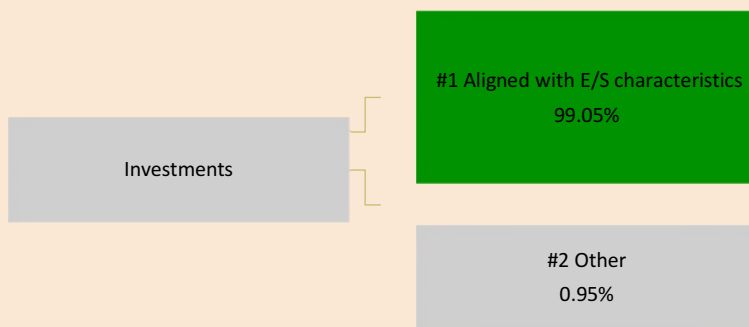 #1 Aligned with E/S characteristics
99.05%
Investments
#2 Other
0.95%